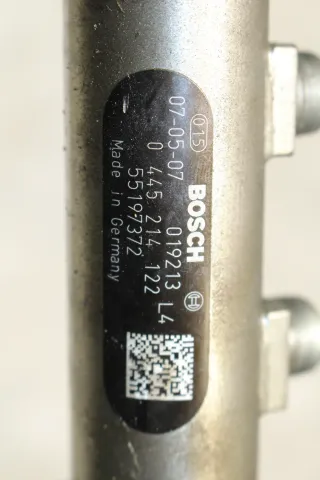 015 BOSCH
07-05-07 019213 L4
0 445 214 122
55197372
Made in Germany